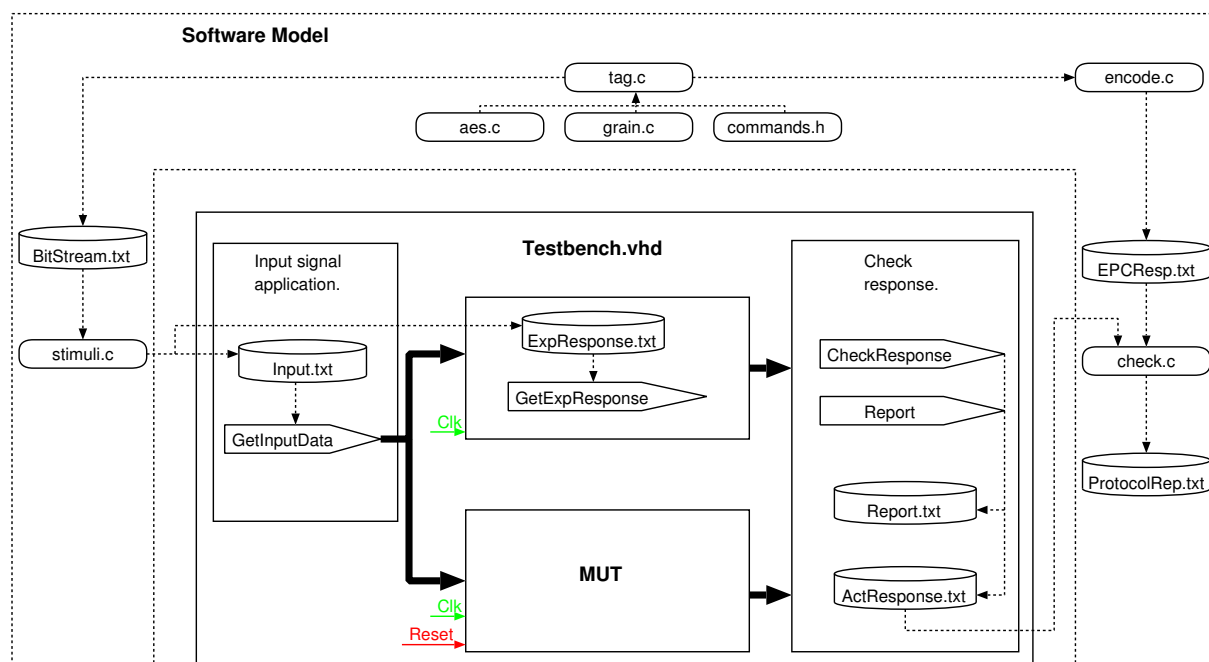 Software Model
tag.c
encode.c
aes.c
grain.c
commands.h
BitStream.txt
Testbench.vhd
Input signal
application.
Check
response.
EPCResp.txt
ExpResponse.txt
stimuli.c
Input.txt
CheckResponse
check.c
GetExpResponse
Report
Clk
GetInputData
ProtocolRep.txt
Report.txt
MUT
ActResponse.txt
Clk
Reset